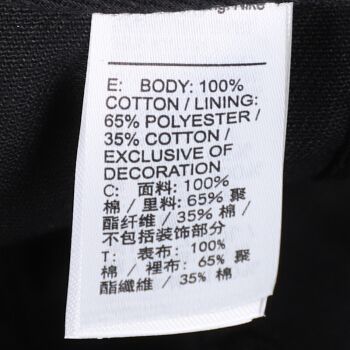 E: BODY: 100%
COTTON / LINING:
65% POLYESTER /
35% COTTON /
EXCLUSIVE OF
DECORATION
C: 面料: 100%
棉 / 里料: 65% 聚
酯纤维 / 35% 棉 /
不包括装饰部分
T: 表布: 100%
棉 / 裡布: 65% 聚
酯纖維 / 35% 棉